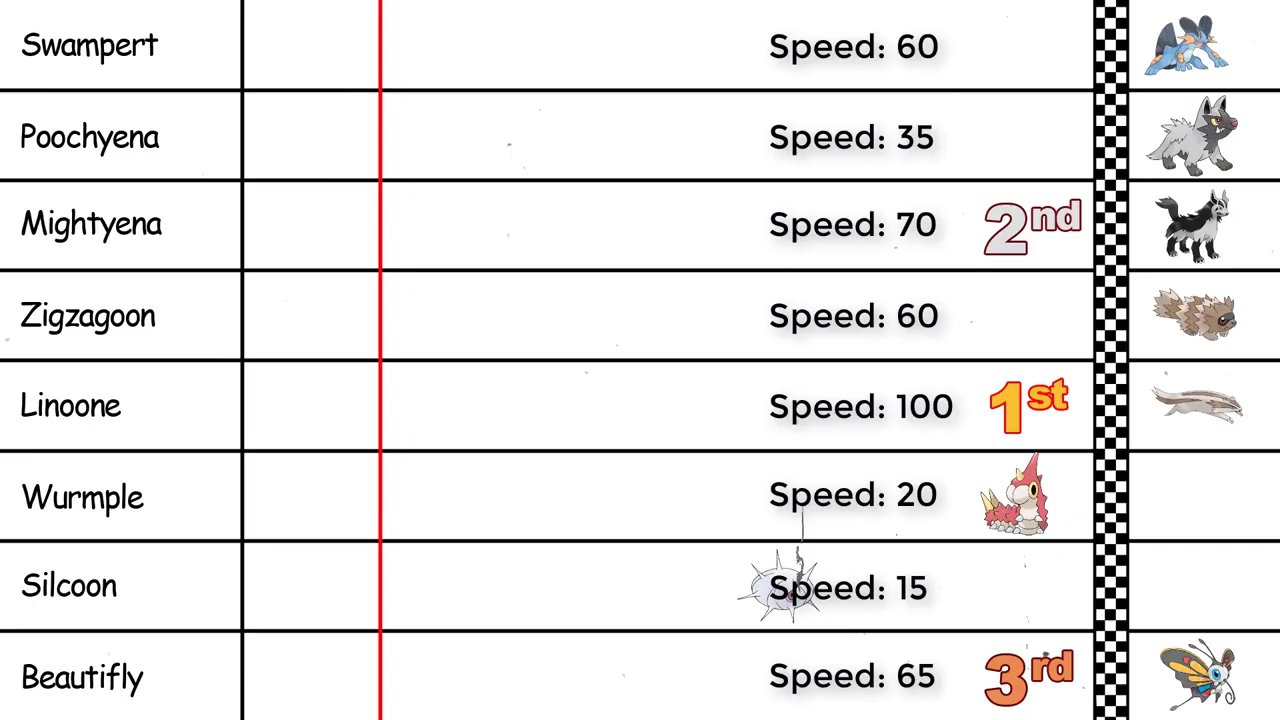 Swampert Speed: 60
Poochyena Speed: 35
Mightyena Speed: 70 2nd
Zigzagoon Speed: 60
Linoone Speed: 100 1st
Wurmple Speed: 20
Silcoon Speed: 15
Beautifly Speed: 65 3rd